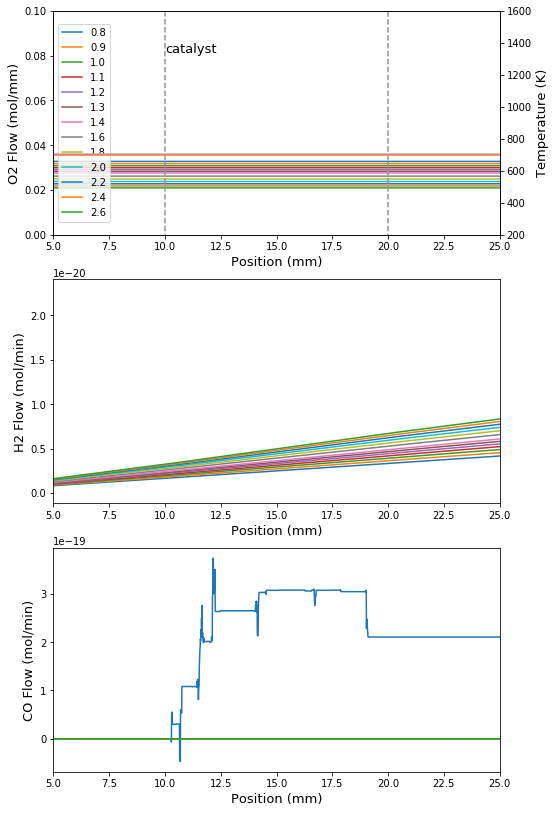 0.10
0.08
0.06
0.04
0.02
0.00
O2 Flow (mol/mm)
0.8
0.9
1.0
1.1
1.2
1.3
1.4
1.6
1.8
2.0
2.2
2.4
2.6
catalyst
1600
1400
1200
1000
800
600
400
200
Temperature (K)
5.0 7.5 10.0 12.5 15.0 17.5 20.0 22.5 25.0
Position (mm)
1e−20
2.0
1.5
1.0
0.5
0.0
H2 Flow (mol/min)
5.0 7.5 10.0 12.5 15.0 17.5 20.0 22.5 25.0
Position (mm)
1e−19
3
2
1
0
CO Flow (mol/min)
5.0 7.5 10.0 12.5 15.0 17.5 20.0 22.5 25.0
Position (mm)